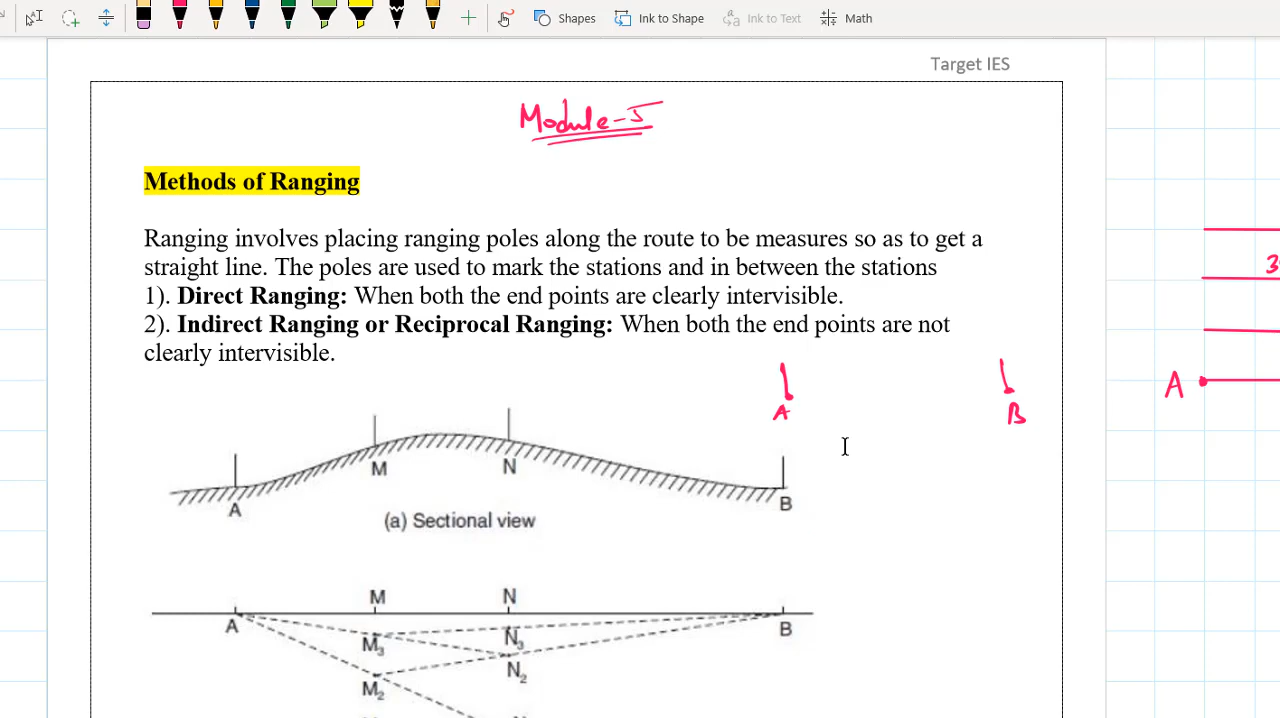 Shapes Ink to Shape Ink to Text Math
Target IES
Module-5
Methods of Ranging
Ranging involves placing ranging poles along the route to be measures so as to get a
straight line. The poles are used to mark the stations and in between the stations
1). Direct Ranging: When both the end points are clearly intervisible.
2). Indirect Ranging or Reciprocal Ranging: When both the end points are not
clearly intervisible.
A B
A
M N
A B
(a) Sectional view
M N
A B
M3 N3
N2
M2